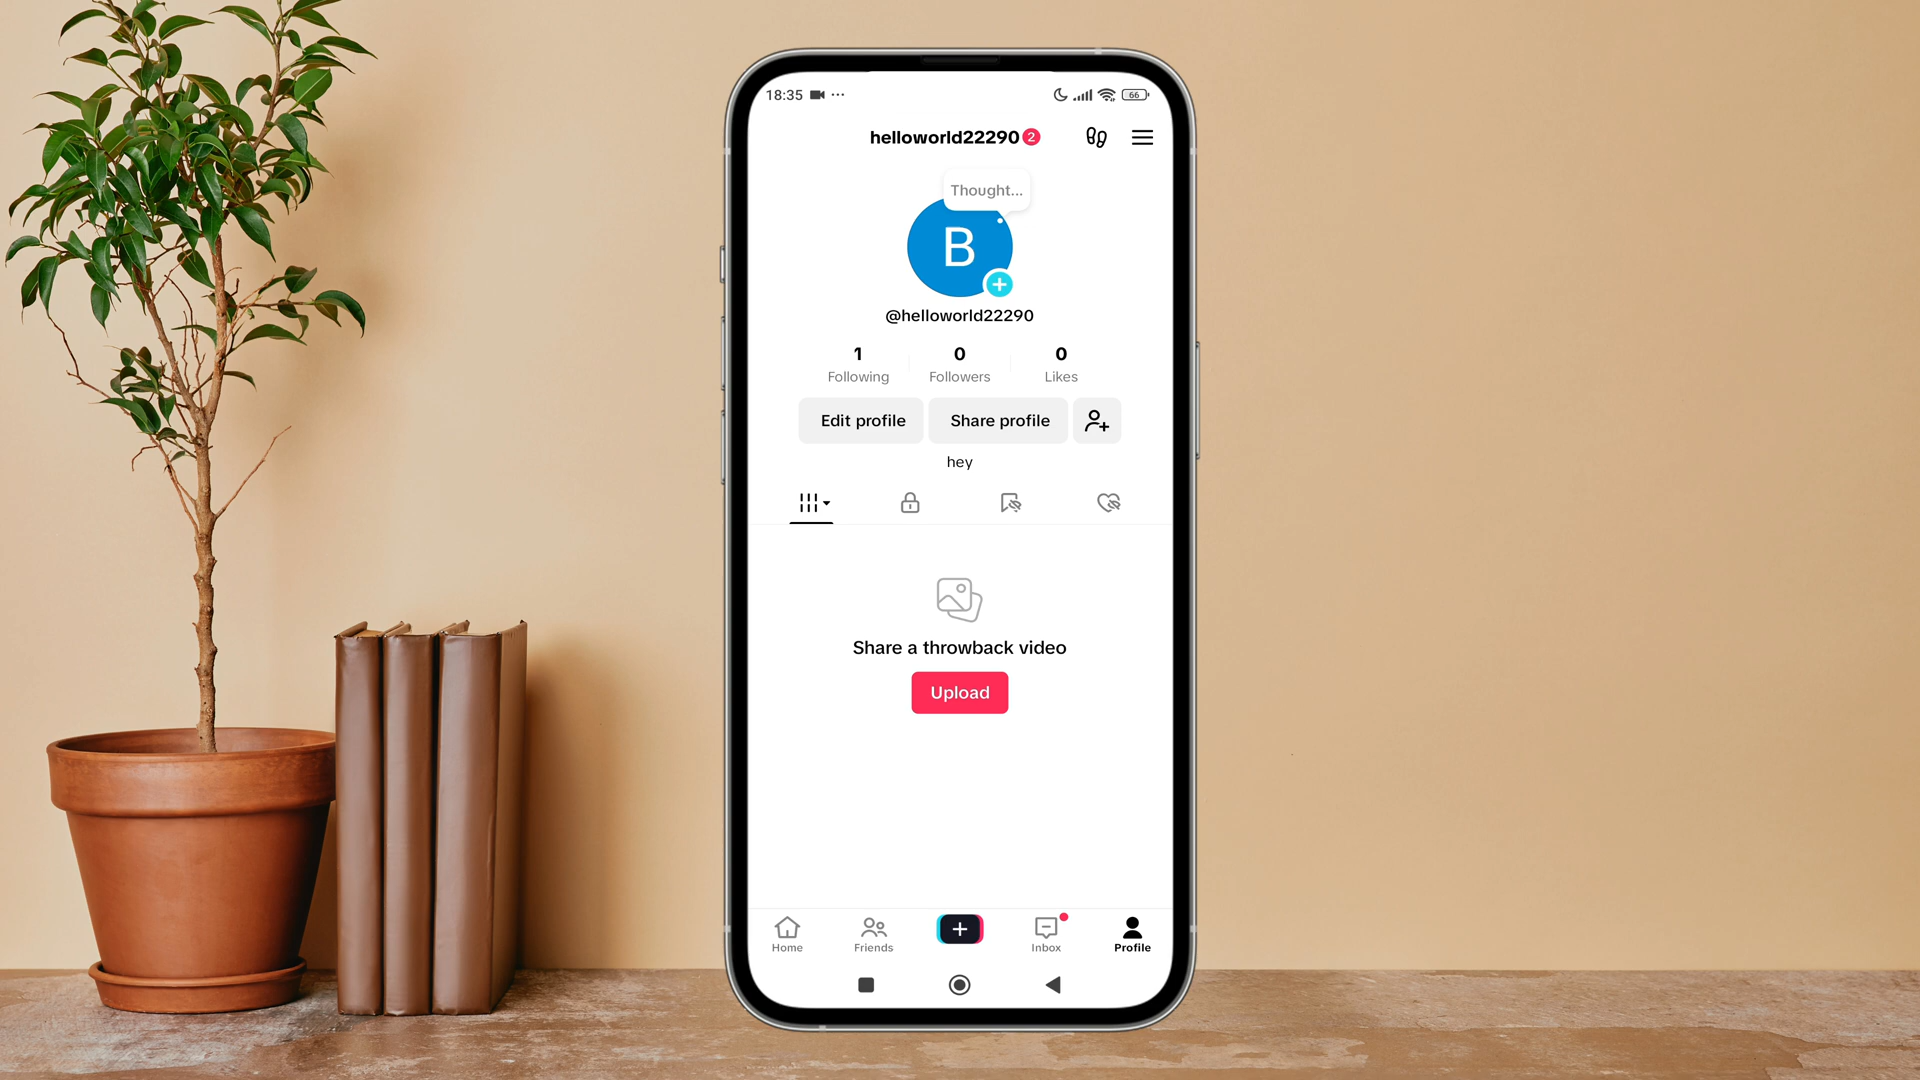 18:35 ... 66
helloworld22290 2
Thought...
B
@helloworld22290
1 0 0
Following Followers Likes
Edit profile Share profile
hey
Share a throwback video
Upload
Home Friends Inbox Profile